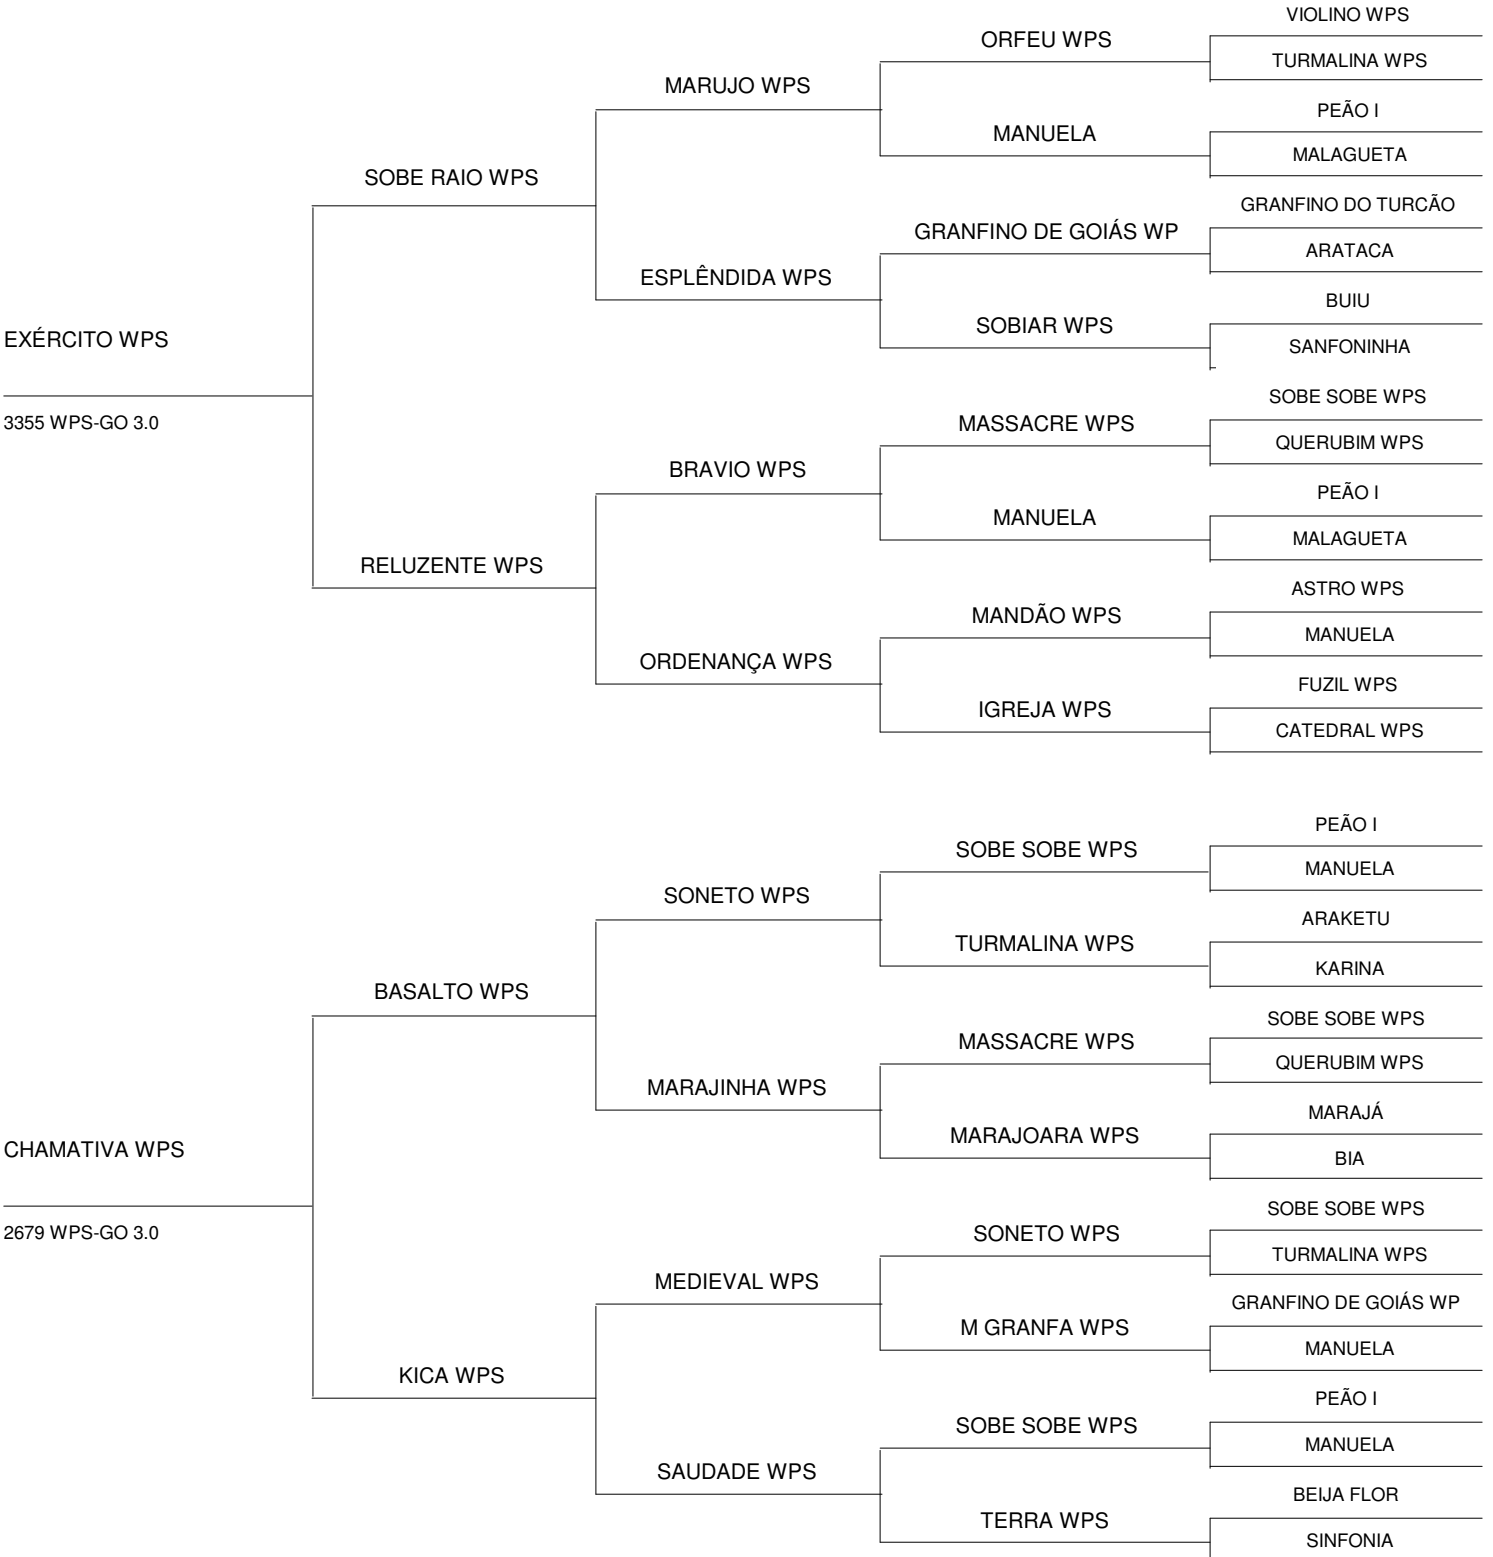 VIOLINO WPS
ORFEU WPS
TURMALINA WPS
MARUJO WPS
PEÃO I
MANUELA
MALAGUETA
SOBE RAIO WPS
GRANFINO DO TURCÃO
GRANFINO DE GOIÁS WP
ARATACA
ESPLÊNDIDA WPS
BUIU
SOBIAR WPS
SANFONINHA
EXÉRCITO WPS
3355 WPS-GO 3.0
SOBE SOBE WPS
MASSACRE WPS
QUERUBIM WPS
BRAVIO WPS
PEÃO I
MANUELA
MALAGUETA
RELUZENTE WPS
ASTRO WPS
MANDÃO WPS
MANUELA
ORDENANÇA WPS
FUZIL WPS
IGREJA WPS
CATEDRAL WPS
PEÃO I
SOBE SOBE WPS
MANUELA
SONETO WPS
ARAKETU
TURMALINA WPS
KARINA
BASALTO WPS
SOBE SOBE WPS
MASSACRE WPS
QUERUBIM WPS
MARAJINHA WPS
MARAJÁ
MARAJOARA WPS
BIA
CHAMATIVA WPS
2679 WPS-GO 3.0
SOBE SOBE WPS
SONETO WPS
TURMALINA WPS
MEDIEVAL WPS
GRANFINO DE GOIÁS WP
M GRANFA WPS
MANUELA
KICA WPS
PEÃO I
SOBE SOBE WPS
MANUELA
SAUDADE WPS
BEIJA FLOR
TERRA WPS
SINFONIA